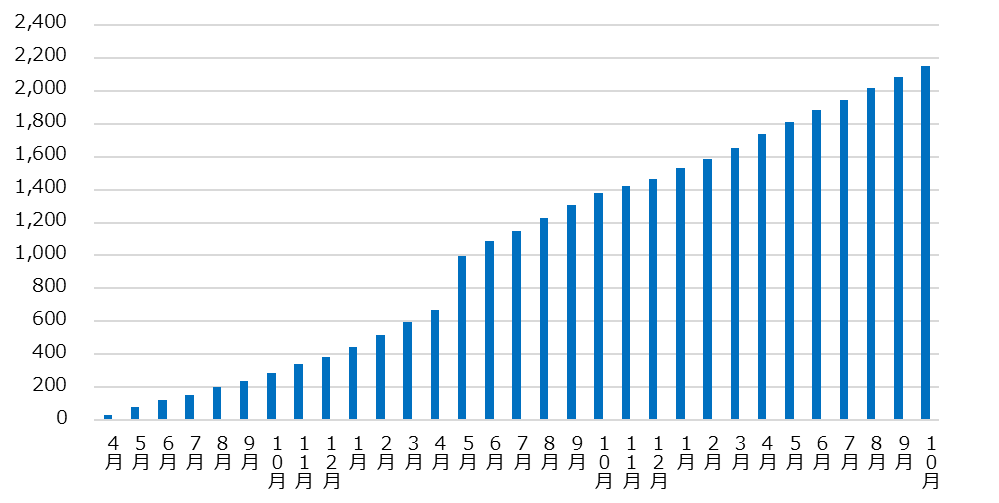 2,400
2,200
2,000
1,800
1,600
1,400
1,200
1,000
800
600
400
200
0
4月
5月
6月
7月
8月
9月
10月
11月
12月
1月
2月
3月
4月
5月
6月
7月
8月
9月
10月
11月
12月
1月
2月
3月
4月
5月
6月
7月
8月
9月
10月